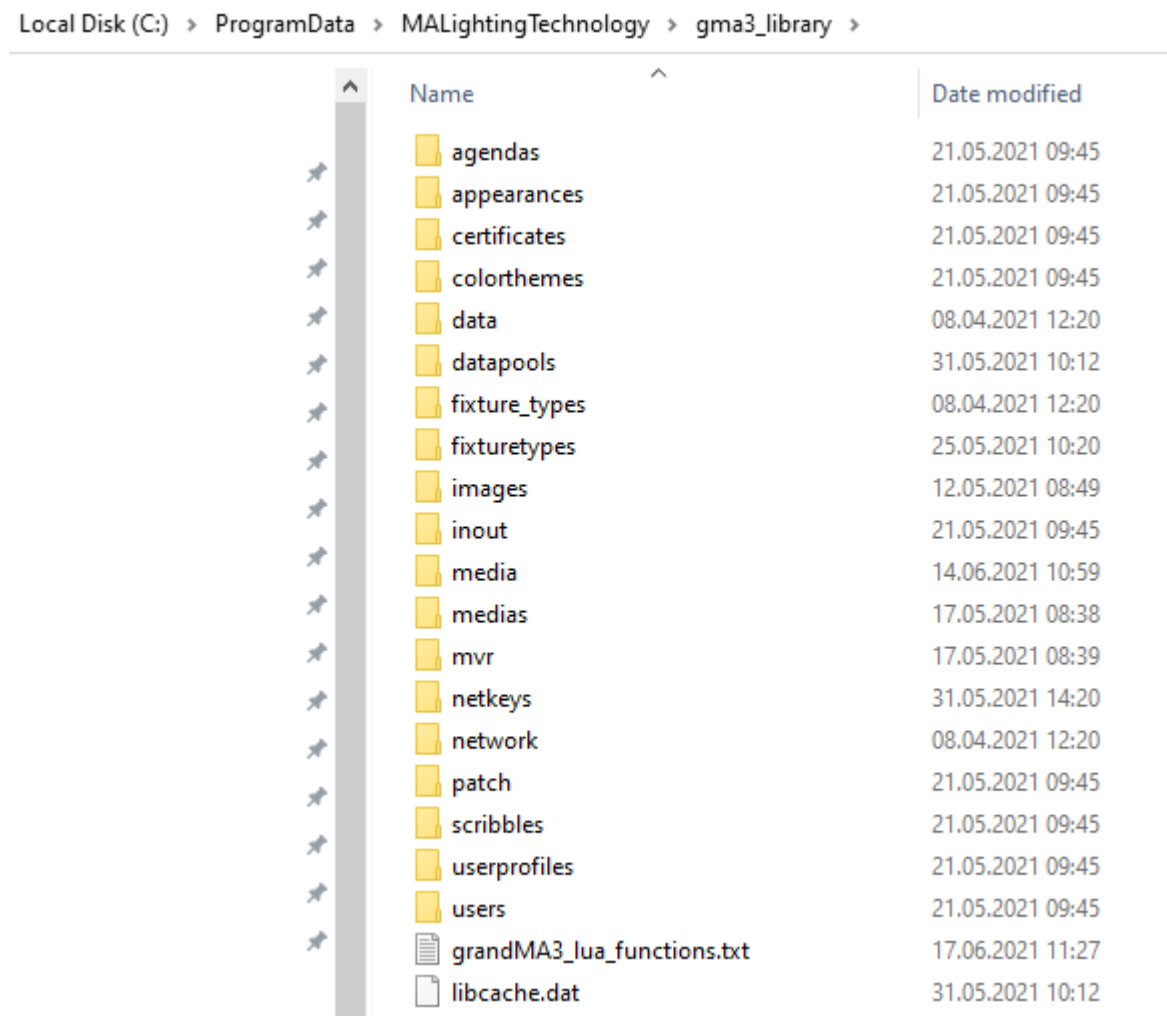 Local Disk (C:) > ProgramData > MALightingTechnology > gma3_library >
Name Date modified
agendas 21.05.2021 09:45
appearances 21.05.2021 09:45
certificates 21.05.2021 09:45
colorthemes 21.05.2021 09:45
data 08.04.2021 12:20
datapools 31.05.2021 10:12
fixture_types 08.04.2021 12:20
fixturetypes 25.05.2021 10:20
images 12.05.2021 08:49
inout 21.05.2021 09:45
media 14.06.2021 10:59
medias 17.05.2021 08:38
mvr 17.05.2021 08:39
netkeys 31.05.2021 14:20
network 08.04.2021 12:20
patch 21.05.2021 09:45
scribbles 21.05.2021 09:45
userprofiles 21.05.2021 09:45
users 21.05.2021 09:45
grandMA3_lua_functions.txt 17.06.2021 11:27
libcache.dat 31.05.2021 10:12